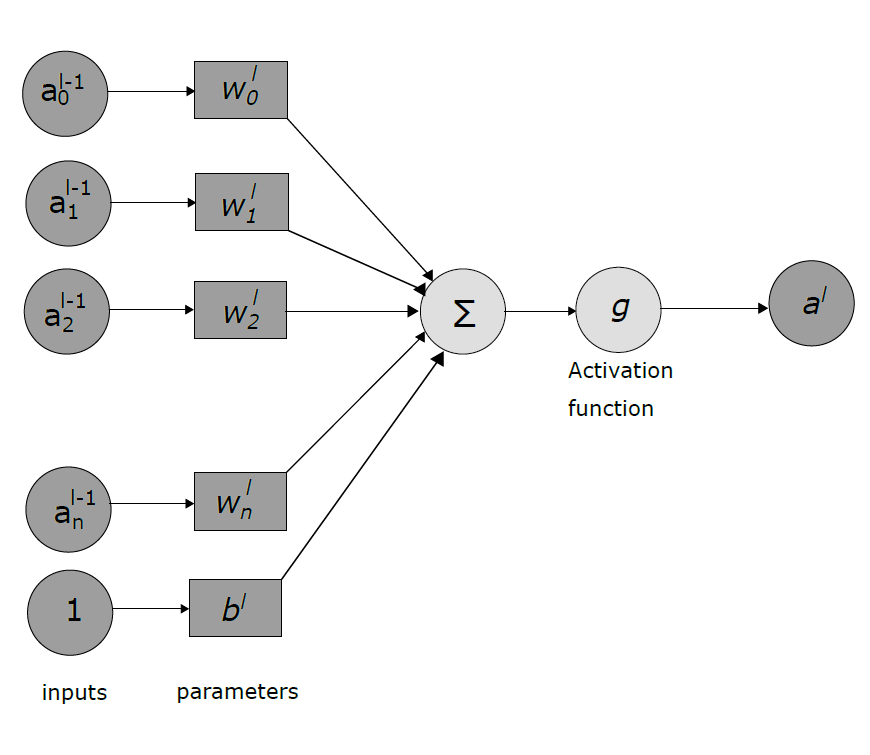 a₀ˡ⁻¹
w₀ˡ
a₁ˡ⁻¹
w₁ˡ
a₂ˡ⁻¹
w₂ˡ
Σ
g
aˡ
Activation
function
aₙˡ⁻¹
wₙˡ
1
bˡ
inputs
parameters